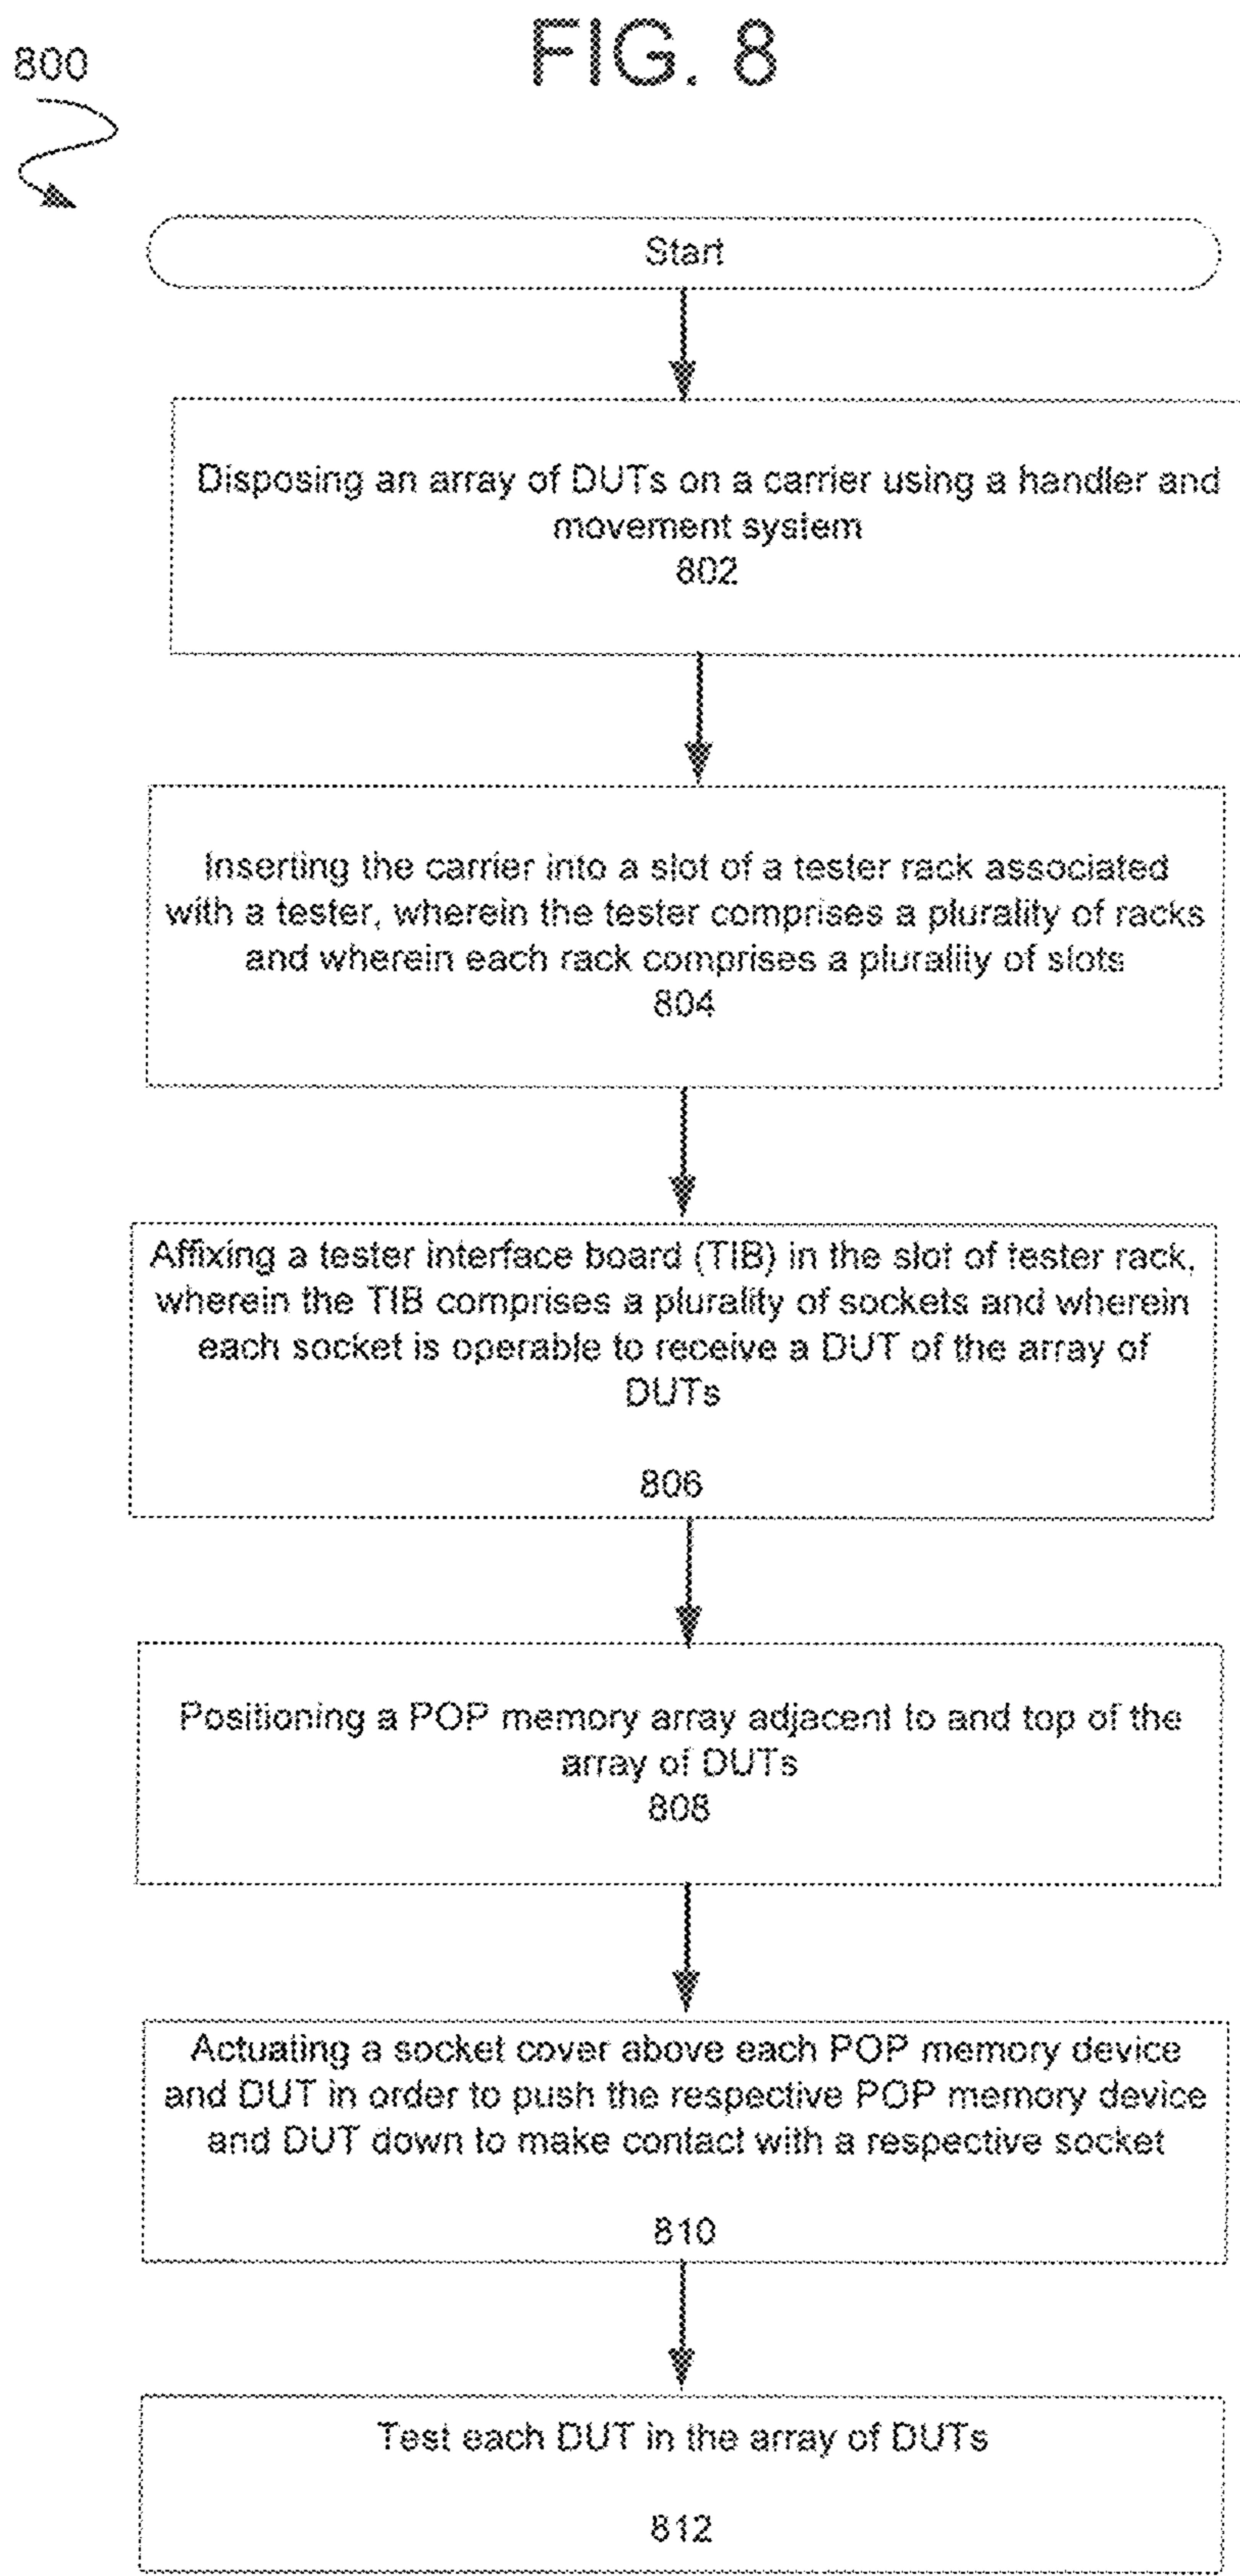 FIG. 8
800
Start
Disposing an array of DUTs on a carrier using a handler and
movement system
802
Inserting the carrier into a slot of a tester rack associated
with a tester, wherein the tester comprises a plurality of racks
and wherein each rack comprises a plurality of slots
804
Affixing a tester interface board (TIB) in the slot of tester rack,
wherein the TIB comprises a plurality of sockets and wherein
each socket is operable to receive a DUT of the array of
DUTs
806
Positioning a POP memory array adjacent to and top of the
array of DUTs
808
Actuating a socket cover above each POP memory device
and DUT in order to push the respective POP memory device
and DUT down to make contact with a respective socket
810
Test each DUT in the array of DUTs
812